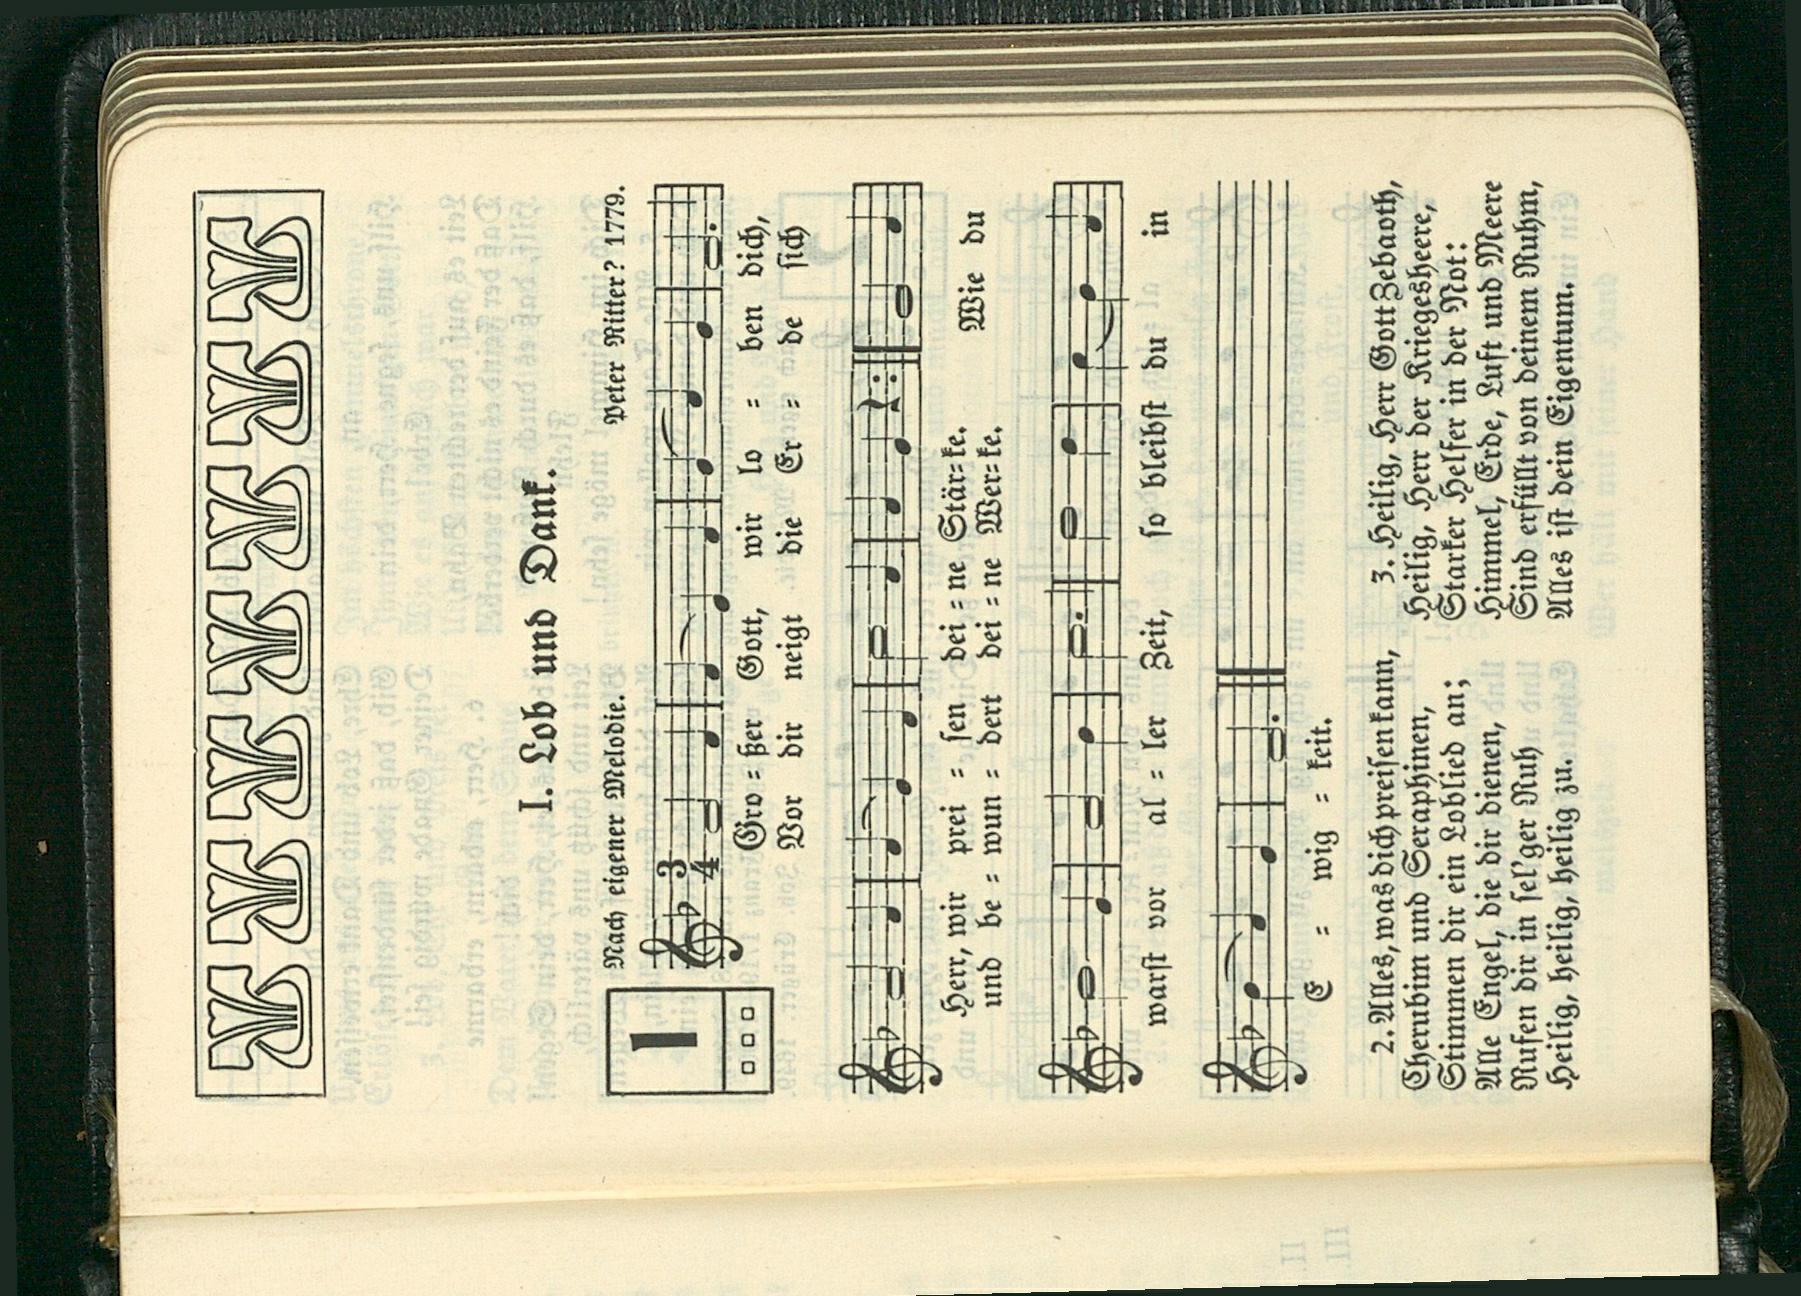 I. Lob und Dank.
1
Nach eigener Melodie. Peter Ritter? 1779.
3
4
Gro = ßer Gott, wir lo = ben dich,
Vor dir neigt die Er = de sich
Herr, wir prei = sen dei = ne Stär=ke. Wie du
und be = wun = dert dei = ne Wer=ke.
warst vor al = ler Zeit, so bleibst du in
E = wig = keit.
2. Alles, was dich preisen kann,
Cherubim und Seraphinen,
Stimmen dir ein Loblied an;
Alle Engel, die dir dienen,
Rufen dir in sel'ger Ruh
Heilig, heilig, heilig zu.
3. Heilig, Herr Gott Zebaoth,
Heilig, Herr der Kriegesheere,
Starker Helfer in der Not:
Himmel, Erde, Luft und Meere
Sind erfüllt von deinem Ruhm,
Alles ist dein Eigentum.